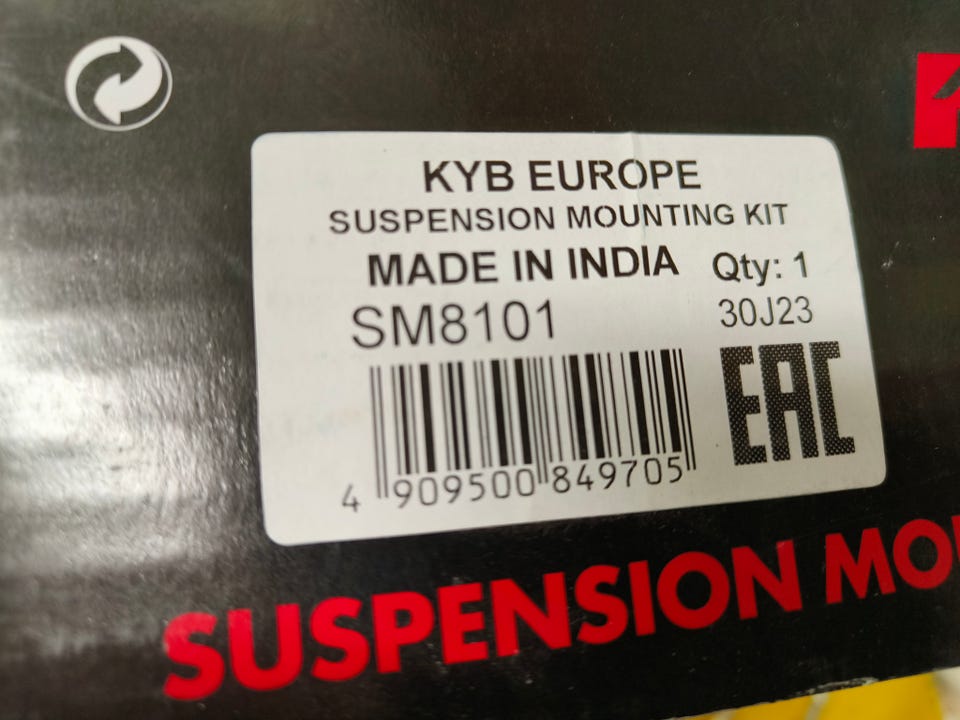 KYB EUROPE
SUSPENSION MOUNTING KIT
MADE IN INDIA Qty: 1
SM8101 30J23
EAC
4 909500 849705
SUSPENSION MO